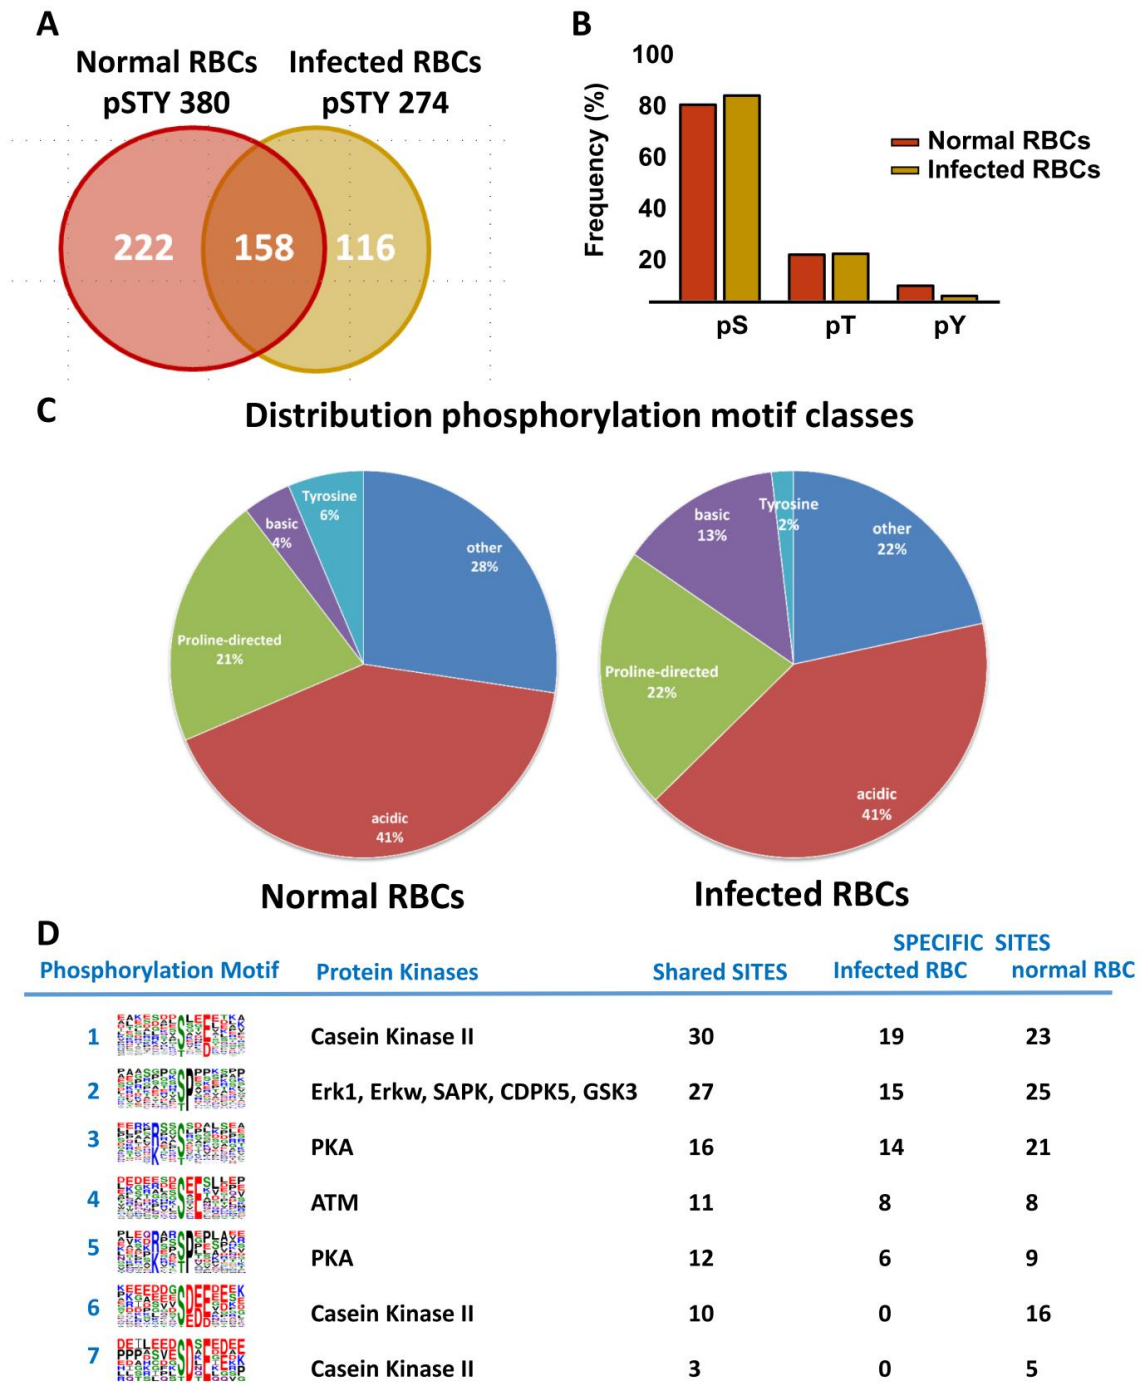 A
Normal RBCs
pSTY 380
Infected RBCs
pSTY 274
222
158
116
B
Frequency (%)
100
80
60
40
20
pS
pT
pY
Normal RBCs
Infected RBCs
C
Distribution phosphorylation motif classes
Tyrosine
6%
basic
4%
other
28%
Proline-directed
21%
acidic
41%
Normal RBCs
Tyrosine
2%
basic
13%
other
22%
Proline-directed
22%
acidic
41%
Infected RBCs
D
SPECIFIC SITES
Phosphorylation Motif Protein Kinases Shared SITES Infected RBC normal RBC
1 Casein Kinase II 30 19 23
2 Erk1, Erkw, SAPK, CDPK5, GSK3 27 15 25
3 PKA 16 14 21
4 ATM 11 8 8
5 PKA 12 6 9
6 Casein Kinase II 10 0 16
7 Casein Kinase II 3 0 5